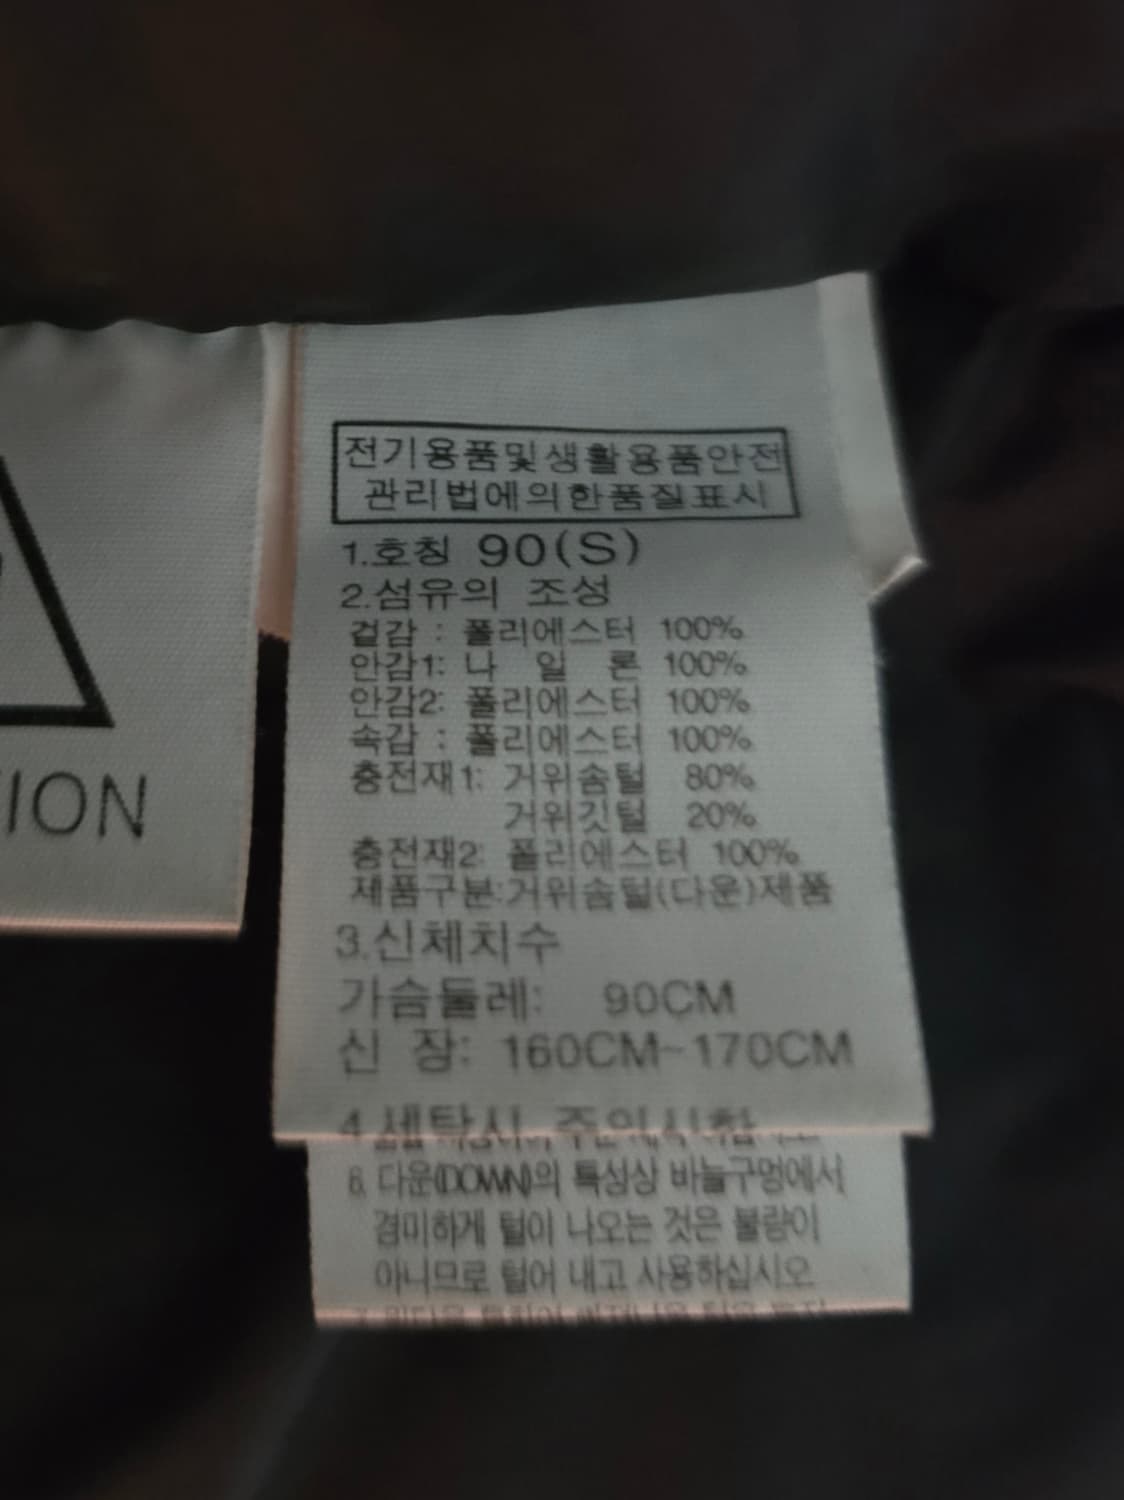 ION
전기용품및생활용품안전
관리법에의한품질표시
1.호칭 90(S)
2.섬유의 조성
겉감 : 폴리에스터 100%
안감1: 나 일 론 100%
안감2: 폴리에스터 100%
속감 : 폴리에스터 100%
충전재1: 거위솜털 80%
거위깃털 20%
충전재2: 폴리에스터 100%
제품구분:거위솜털(다운)제품
3.신체치수
가슴둘레: 90CM
신 장: 160CM~170CM
4.세탁시
6. 다운(DOWN)의 특성상 바늘구멍에서
경미하게 털이 나오는 것은 불량이
아니므로 털어 내고 사용하십시오